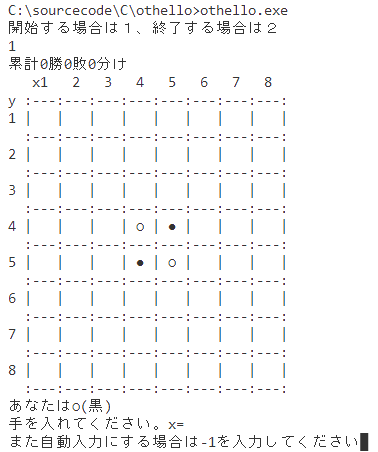 C:\sourcecode\C\othello>othello.exe
開始する場合は１、終了する場合は２
1
累計0勝0敗0分け
   x1  2   3   4   5   6   7   8
y :---:---:---:---:---:---:---:---:
1 |   |   |   |   |   |   |   |   |
  :---:---:---:---:---:---:---:---:
2 |   |   |   |   |   |   |   |   |
  :---:---:---:---:---:---:---:---:
3 |   |   |   |   |   |   |   |   |
  :---:---:---:---:---:---:---:---:
4 |   |   |   | ○ | ● |   |   |   |
  :---:---:---:---:---:---:---:---:
5 |   |   |   | ● | ○ |   |   |   |
  :---:---:---:---:---:---:---:---:
6 |   |   |   |   |   |   |   |   |
  :---:---:---:---:---:---:---:---:
7 |   |   |   |   |   |   |   |   |
  :---:---:---:---:---:---:---:---:
8 |   |   |   |   |   |   |   |   |
  :---:---:---:---:---:---:---:---:
あなたはo(黒)
手を入れてください。x=
また自動入力にする場合は-1を入力してください